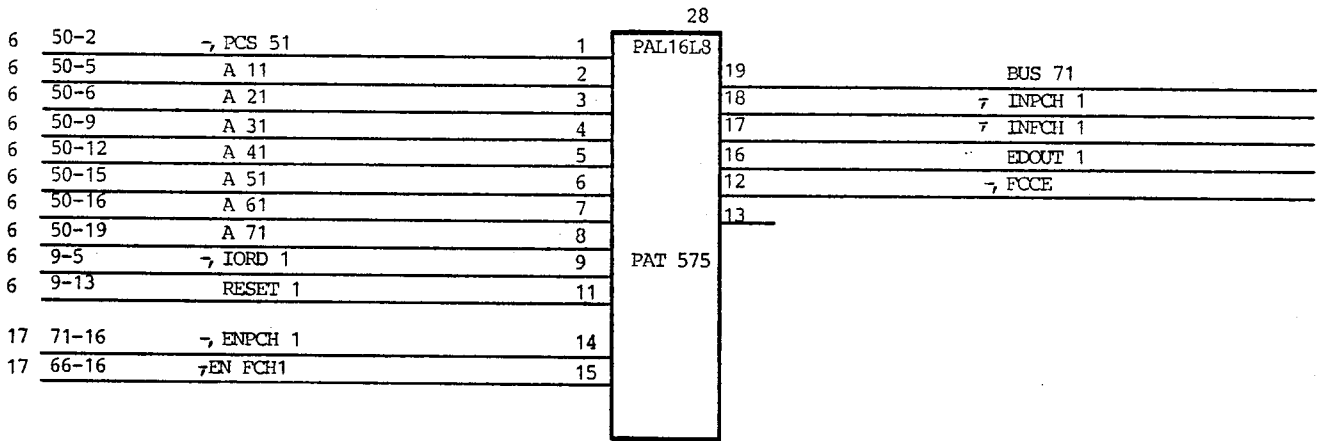 28
6 50-2 ¬, PCS 51 1 PAL16L8
6 50-5 A 11 2 19 BUS 71
6 50-6 A 21 3 18 ¬ INPCH 1
6 50-9 A 31 4 17 ¬ INFCH 1
6 50-12 A 41 5 16 EDOUT 1
6 50-15 A 51 6 12 ¬, FCCE
6 50-16 A 61 7 13
6 50-19 A 71 8
6 9-5 ¬, IORD 1 9 PAT 575
6 9-13 RESET 1 11
17 71-16 ¬, ENPCH 1 14
17 66-16 ¬EN FCH1 15